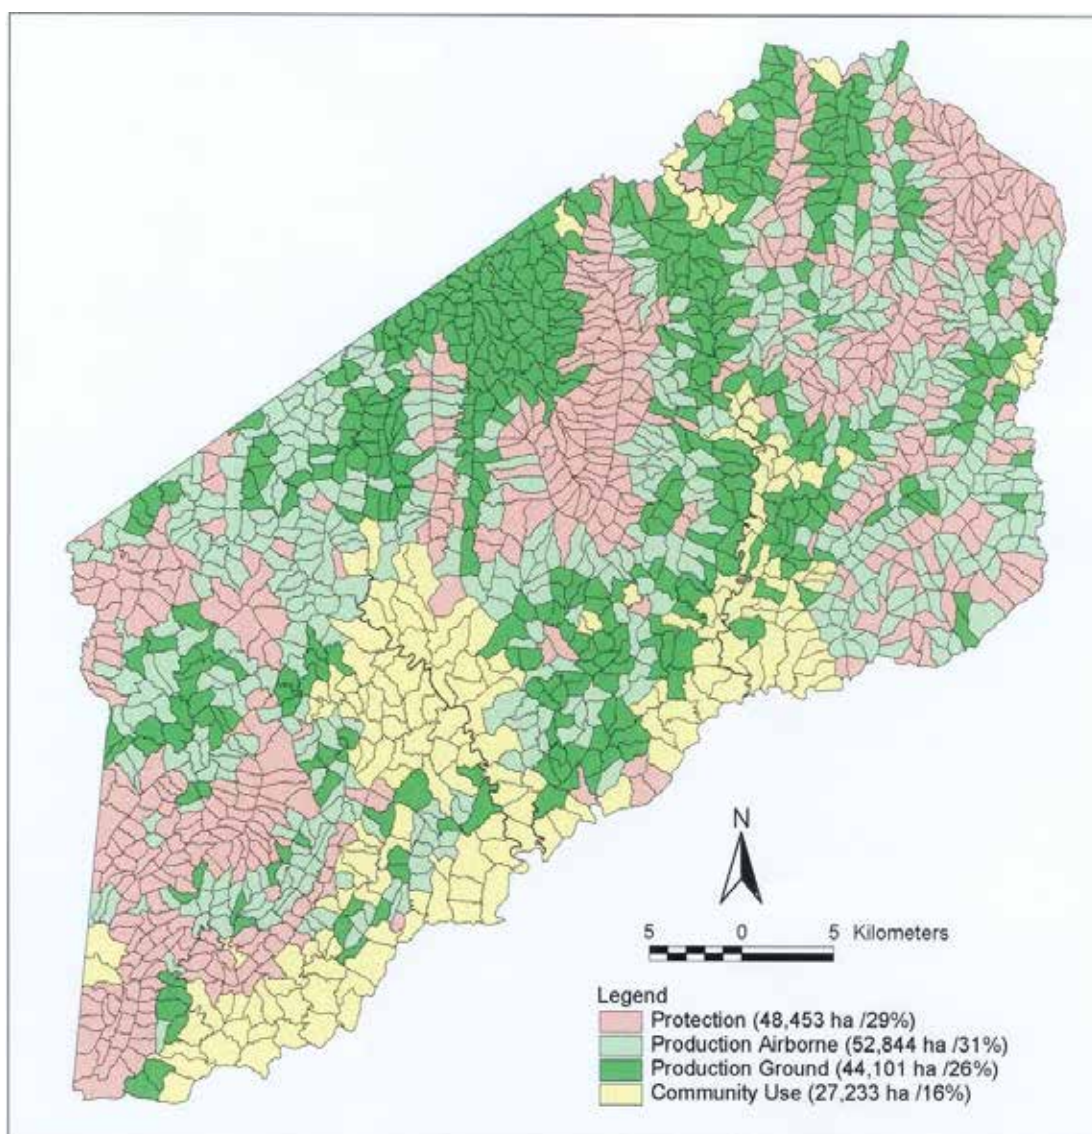 N
5 0 5 Kilometers
Legend
Protection (48,453 ha /29%)
Production Airborne (52,844 ha /31%)
Production Ground (44,101 ha /26%)
Community Use (27,233 ha /16%)